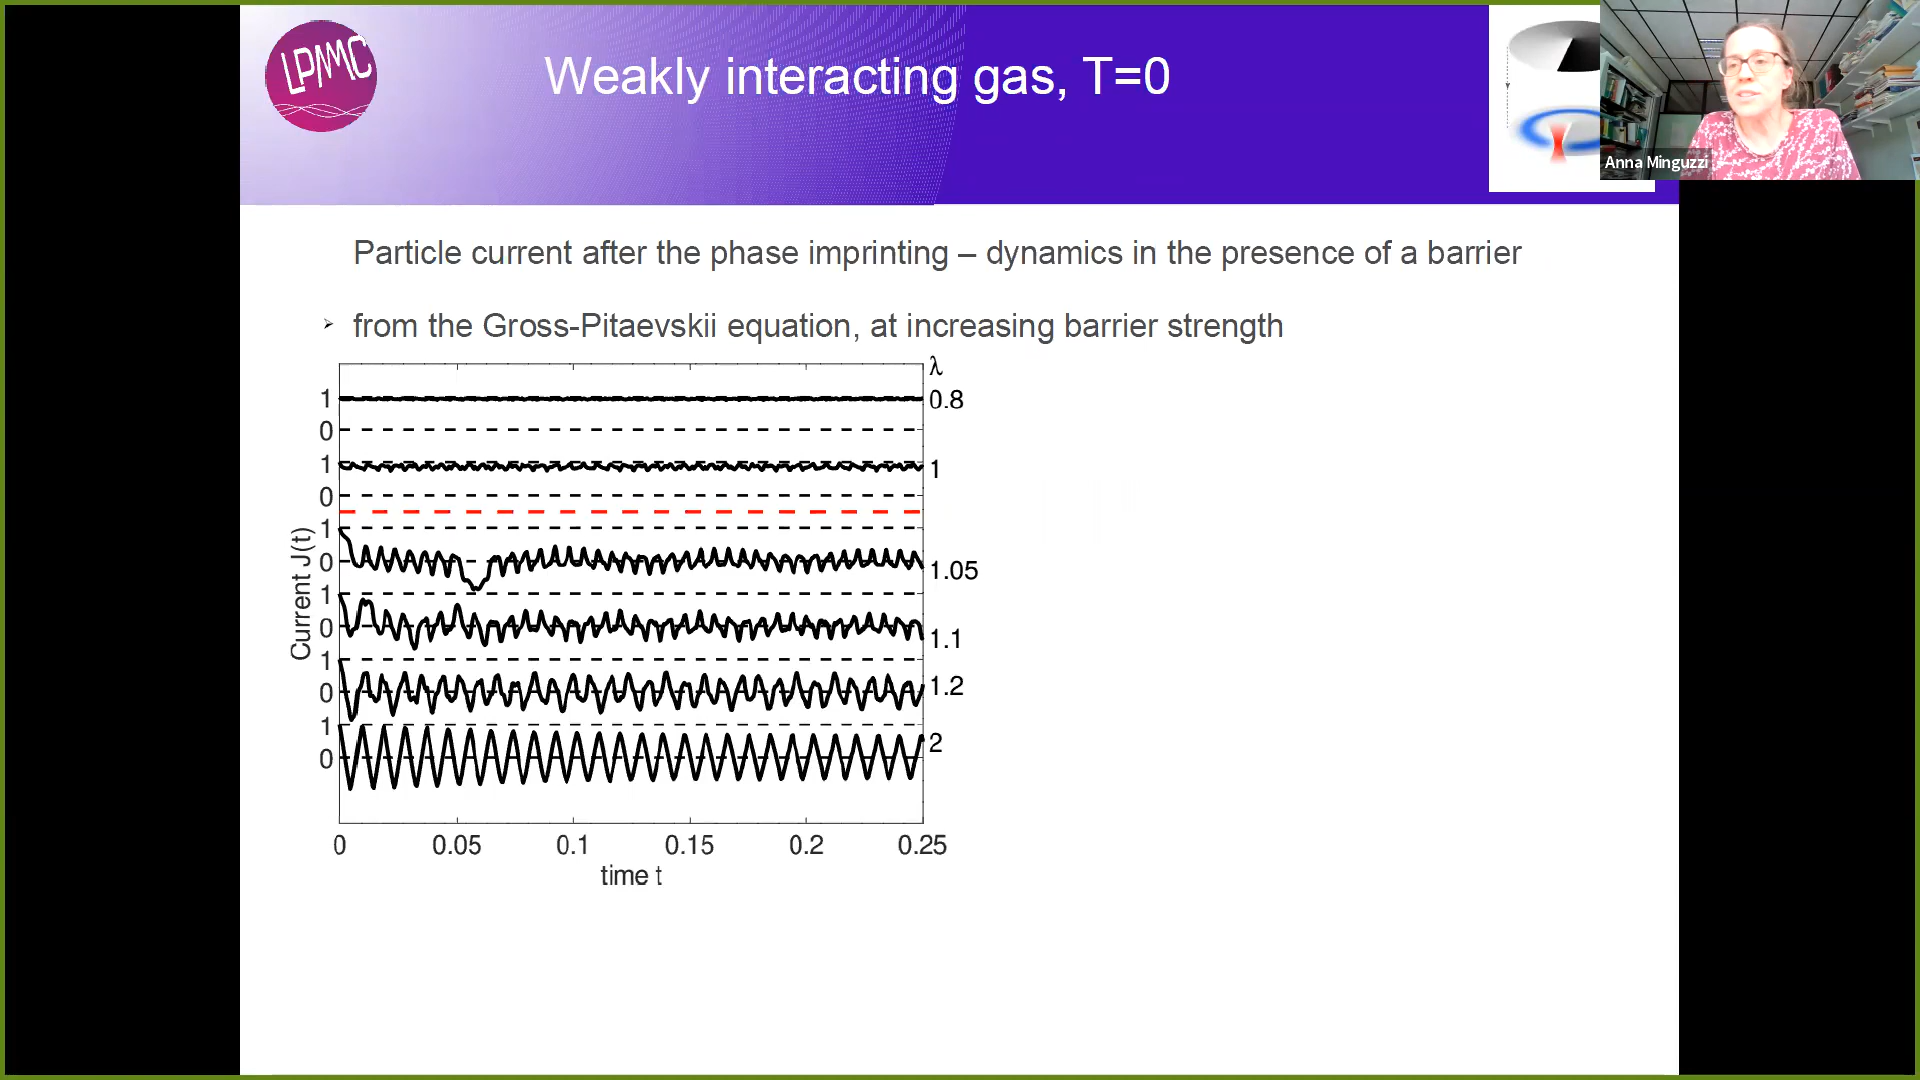 LPMMC
Weakly interacting gas, T=0
Anna Minguzzi
Particle current after the phase imprinting – dynamics in the presence of a barrier
➢ from the Gross-Pitaevskii equation, at increasing barrier strength
λ
1 0.8
0
1 1
0
1
0 1.05
1
0 1.1
1
0 1.2
1
0 2
Current J(t)
0 0.05 0.1 0.15 0.2 0.25
time t